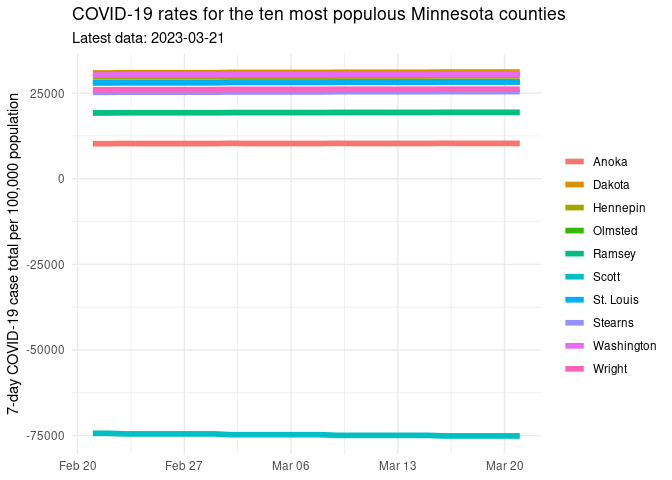 COVID-19 rates for the ten most populous Minnesota counties
Latest data: 2023-03-21
7-day COVID-19 case total per 100,000 population
25000
0
-25000
-50000
-75000
Feb 20
Feb 27
Mar 06
Mar 13
Mar 20
Anoka
Dakota
Hennepin
Olmsted
Ramsey
Scott
St. Louis
Stearns
Washington
Wright